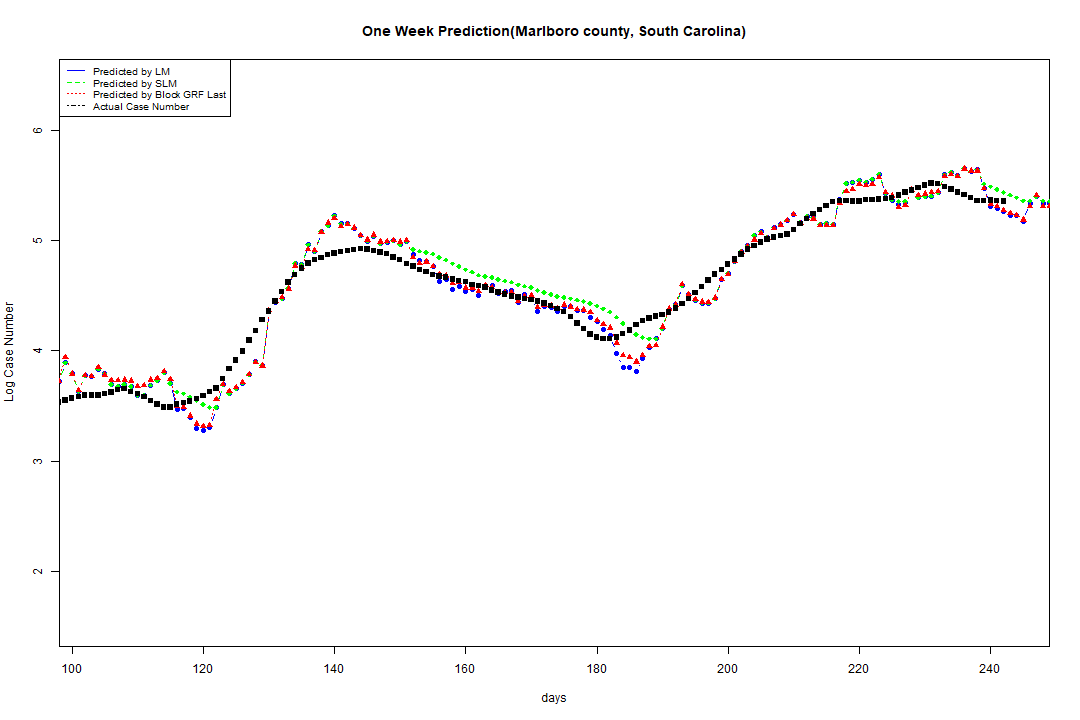 One Week Prediction(Marlboro county, South Carolina)
Predicted by LM
Predicted by SLM
Predicted by Block GRF Last
Actual Case Number
6
5
4
3
2
Log Case Number
100 120 140 160 180 200 220 240
days